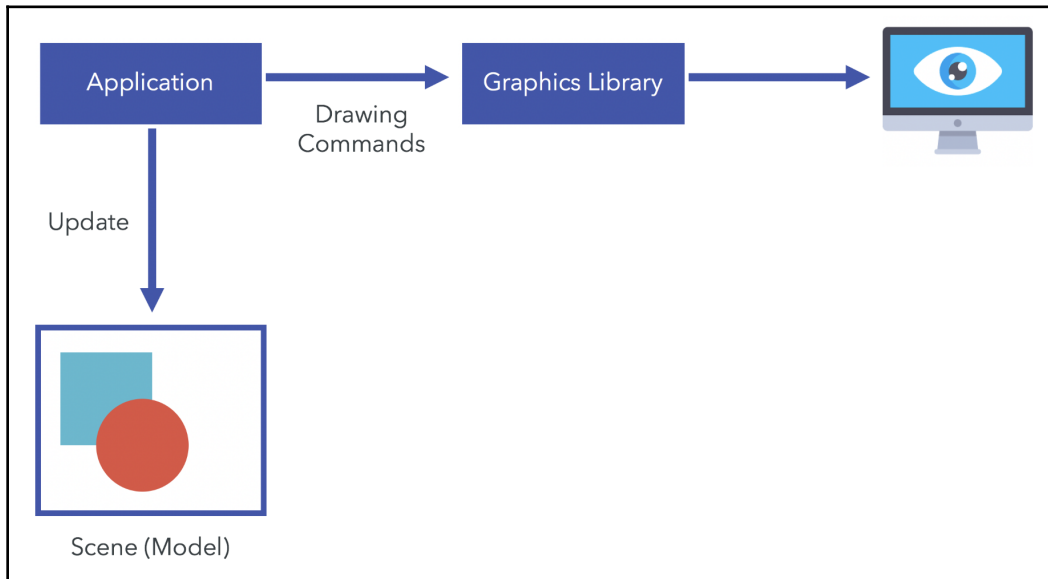 Application
Graphics Library
Drawing
Commands
Update
Scene (Model)